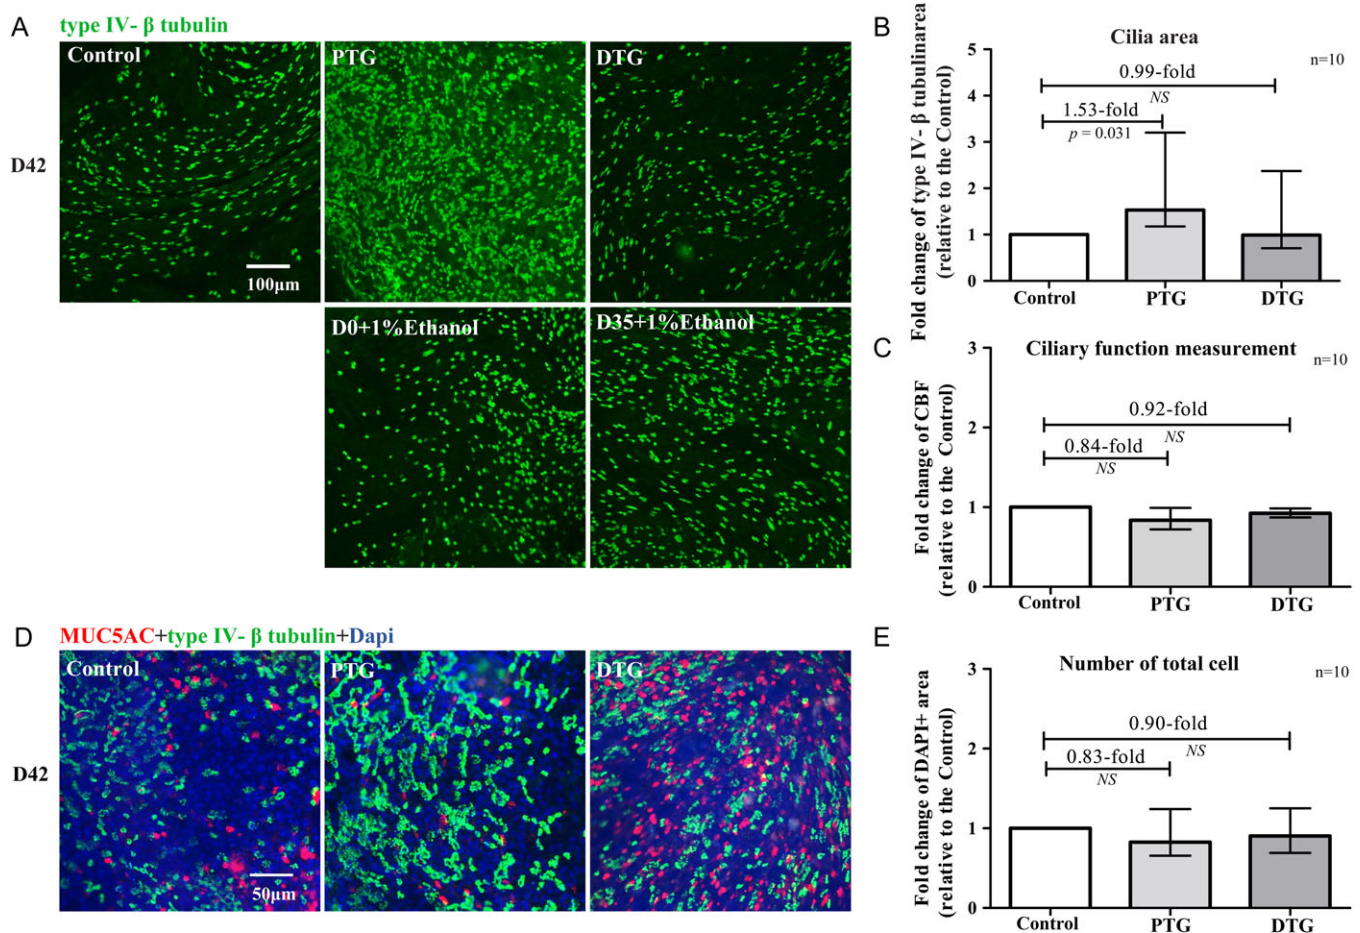 A
type IV- β tubulin
Control
PTG
DTG
D42
100μm
D0+1%Ethanol
D35+1%Ethanol
B
Cilia area
n=10
Fold change of type IV- β tubulinarea
(relative to the Control)
5
4
3
2
1
0
0.99-fold
NS
1.53-fold
p = 0.031
Control
PTG
DTG
C
Ciliary function measurement
n=10
Fold change of CBF
(relative to the Control)
3
2
1
0
0.92-fold
NS
0.84-fold
NS
Control
PTG
DTG
D
MUC5AC+type IV- β tubulin+Dapi
Control
PTG
DTG
D42
50μm
E
Number of total cell
n=10
Fold change of DAPI+ area
(relative to the Control)
3
2
1
0
0.90-fold
NS
0.83-fold
NS
Control
PTG
DTG